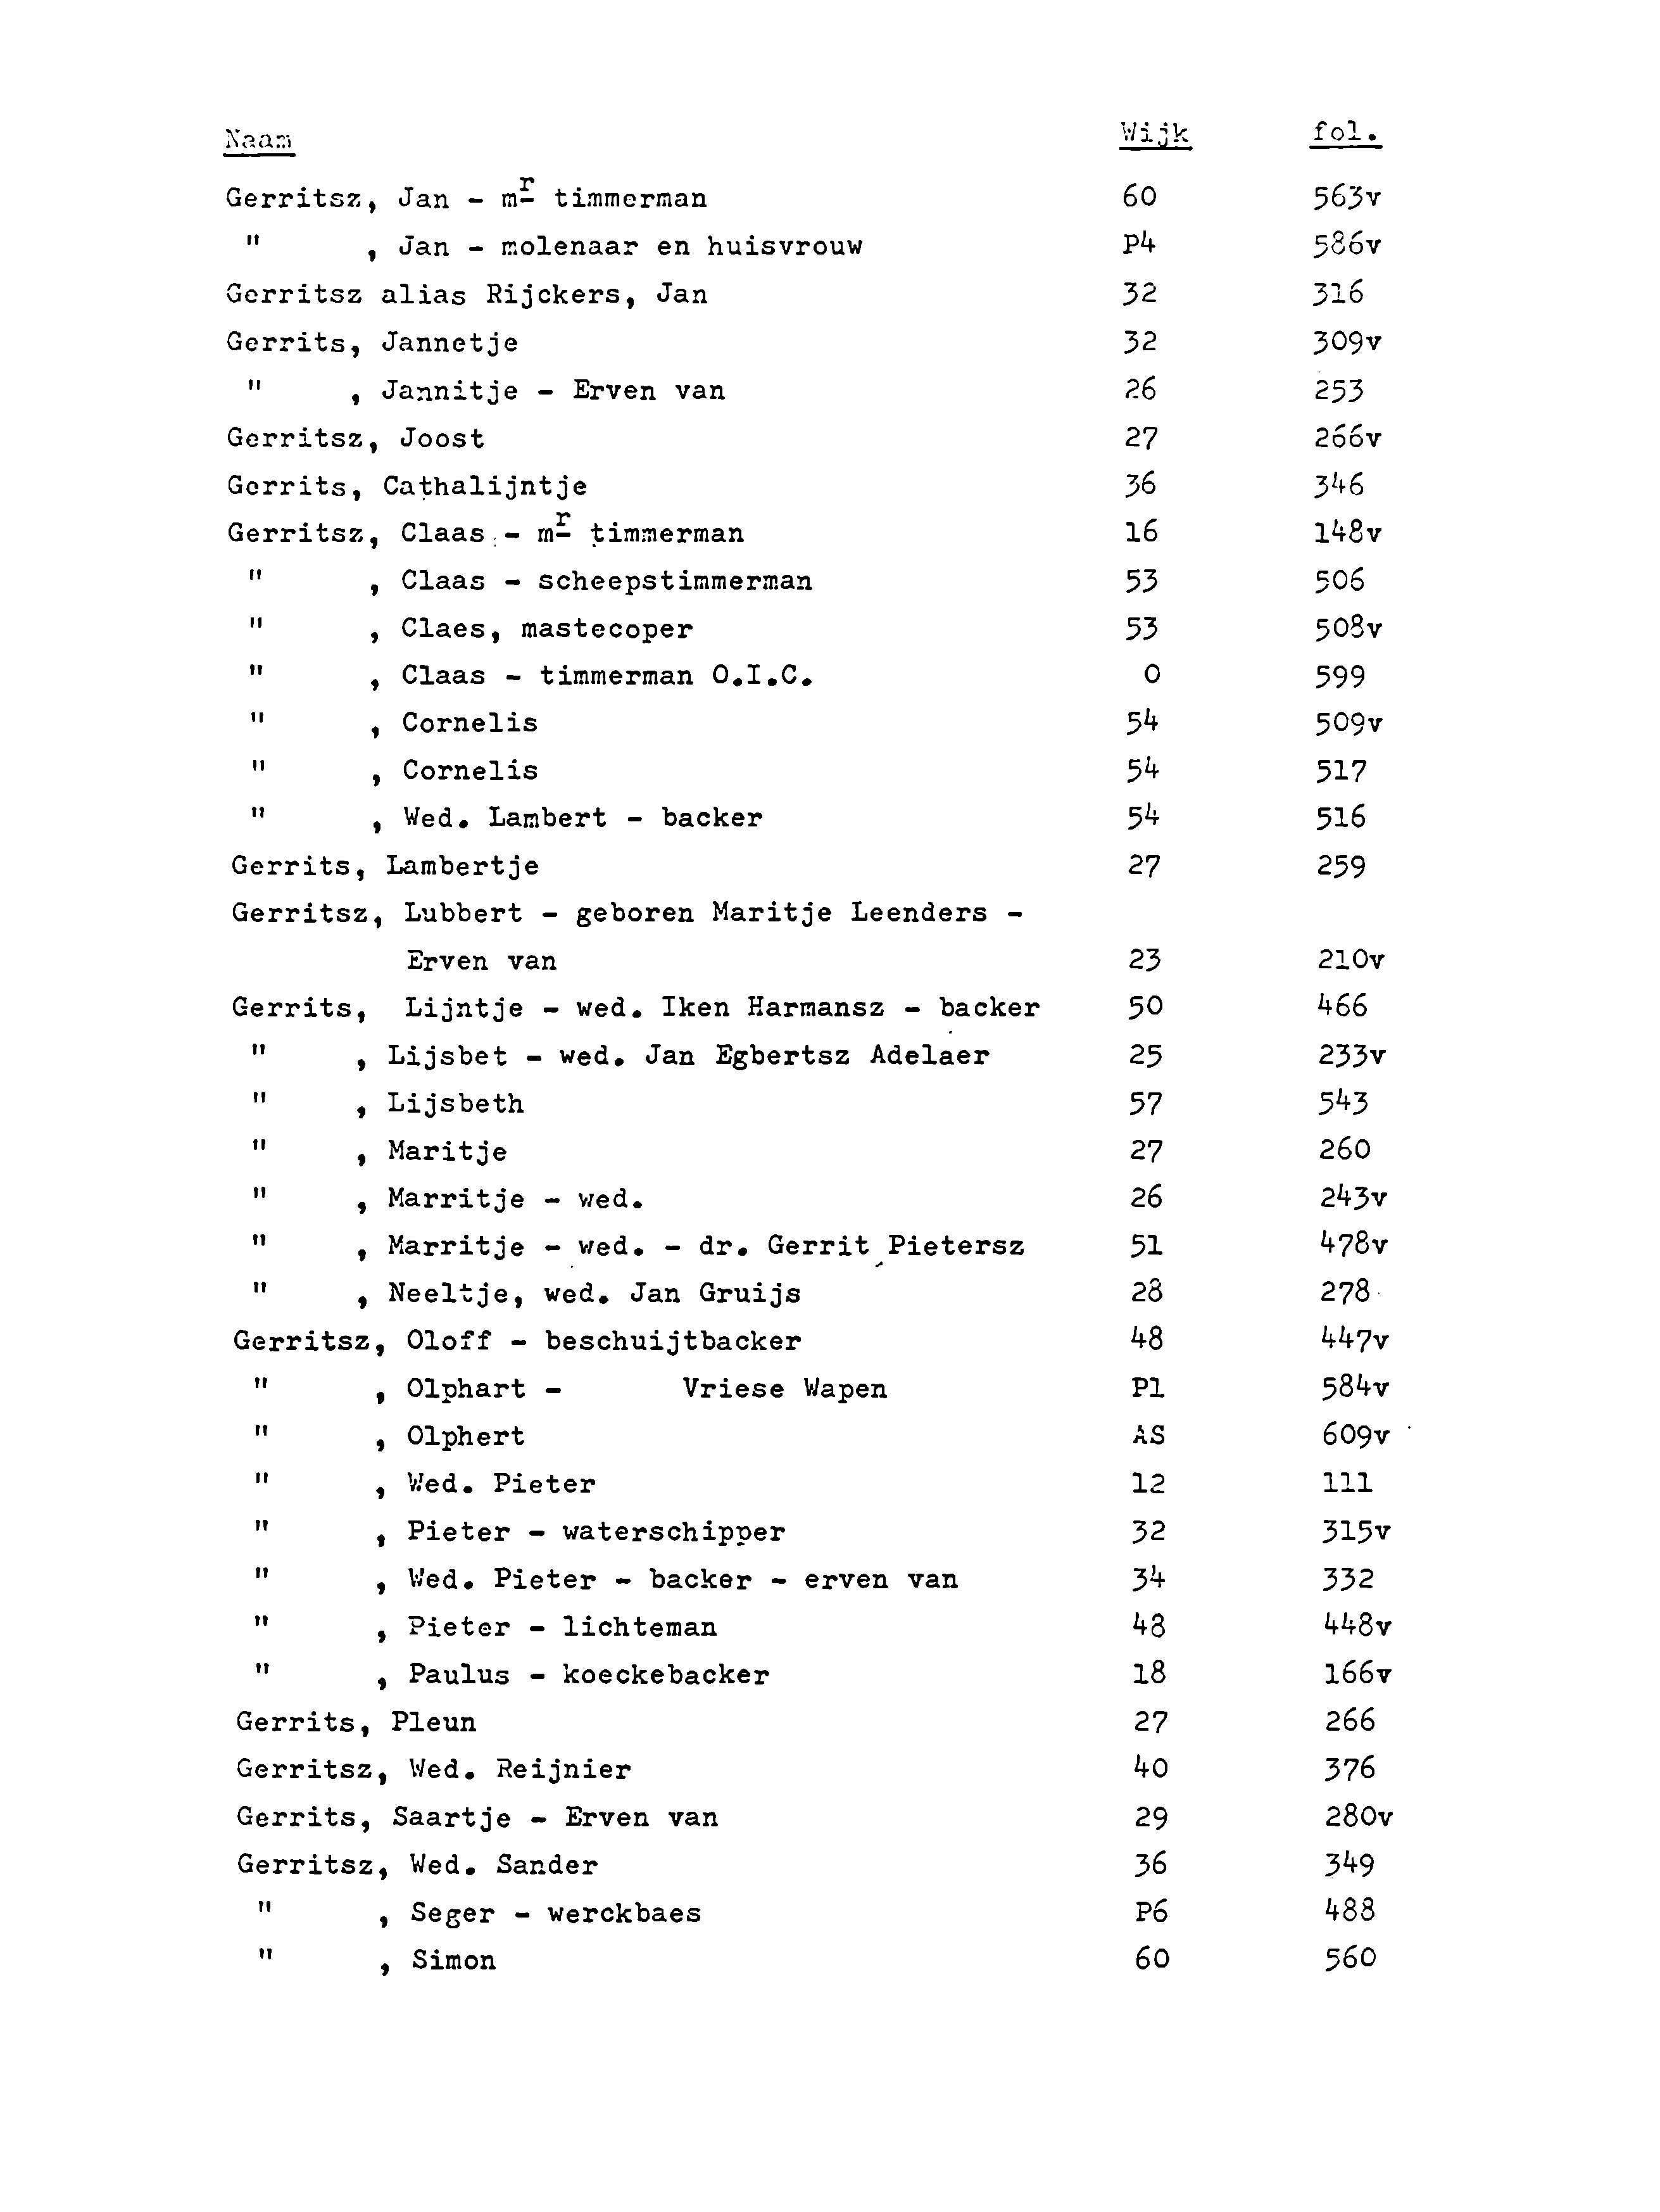 Naam Wijk fol.
Gerritsz, Jan - mr timmerman 60 563v
" , Jan - molenaar en huisvrouw P4 586v
Gerritsz alias Rijckers, Jan 32 316
Gerrits, Jannetje 32 309v
" , Jannitje - Erven van 26 253
Gerritsz, Joost 27 266v
Gerrits, Cathalijntje 36 346
Gerritsz, Claas - mr timmerman 16 148v
" , Claas - scheepstimmerman 53 506
" , Claes, mastecoper 53 508v
" , Claas - timmerman O.I.C. O 599
" , Cornelis 54 509v
" , Cornelis 54 517
" , Wed. Lambert - backer 54 516
Gerrits, Lambertje 27 259
Gerritsz, Lubbert - geboren Maritje Leenders -
Erven van 23 210v
Gerrits, Lijntje - wed. Iken Harmansz - backer 50 466
" , Lijsbet - wed. Jan Egbertsz Adelaer 25 233v
" , Lijsbeth 57 543
" , Maritje 27 260
" , Marritje - wed. 26 243v
" , Marritje - wed. - dr. Gerrit Pietersz 51 478v
" , Neeltje, wed. Jan Gruijs 28 278
Gerritsz, Oloff - beschuijtbacker 48 447v
" , Olphart - Vriese Wapen P1 584v
" , Olphert AS 609v
" , Wed. Pieter 12 111
" , Pieter - waterschipper 32 315v
" , Wed. Pieter - backer - erven van 34 332
" , Pieter - lichteman 48 448v
" , Paulus - koeckebacker 18 166v
Gerrits, Pleun 27 266
Gerritsz, Wed. Reijnier 40 376
Gerrits, Saartje - Erven van 29 280v
Gerritsz, Wed. Sander 36 349
" , Seger - werckbaes P6 488
" , Simon 60 560